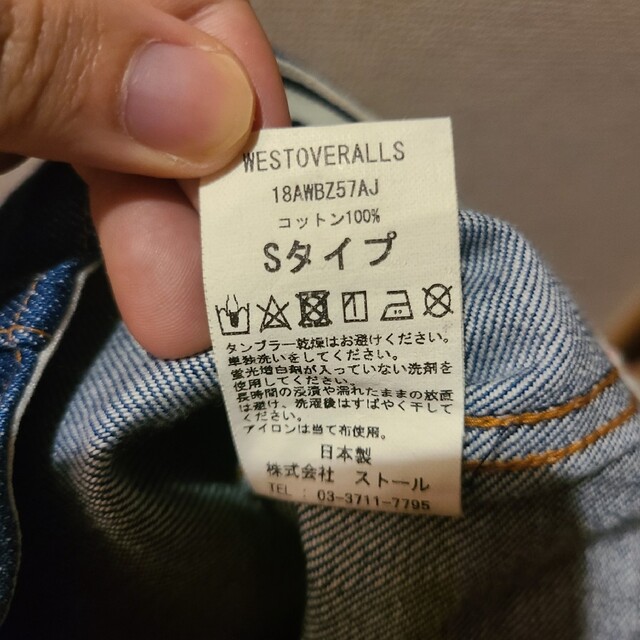 WESTOVERALLS
18AWBZ57AJ
コットン100%
Sタイプ
タンブラー乾燥はお避けください。
単独洗いをしてください。
蛍光増白剤が入っていない洗剤を
使用してください。
長時間の浸漬や濡れたままの放置
は避け、洗濯後はすばやく干して
ください。
アイロンは当て布使用。
日本製
株式会社 ストール
TEL : 03-3711-7795